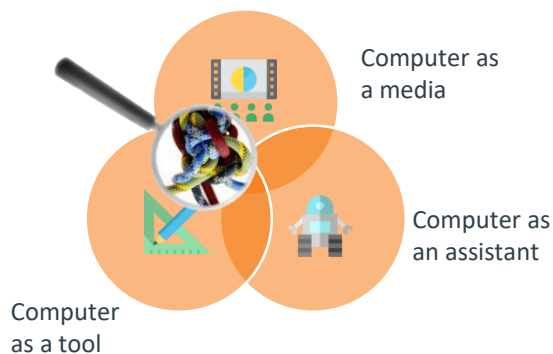 Computer as
a media
Computer as
an assistant
Computer
as a tool